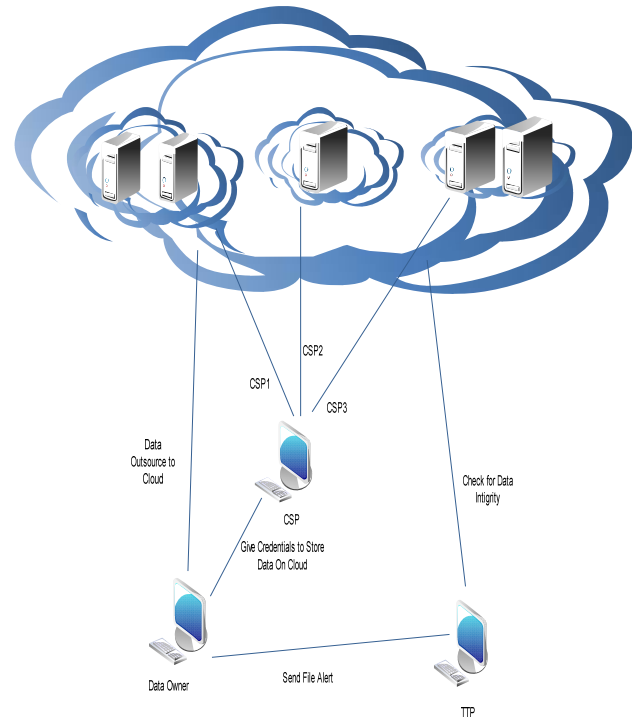 CSP2
CSP1
CSP3
Data
Outsource to
Cloud
Check for Data
Intigrity
CSP
Give Credentials to Store
Data On Cloud
Send File Alert
Data Owner
TTP